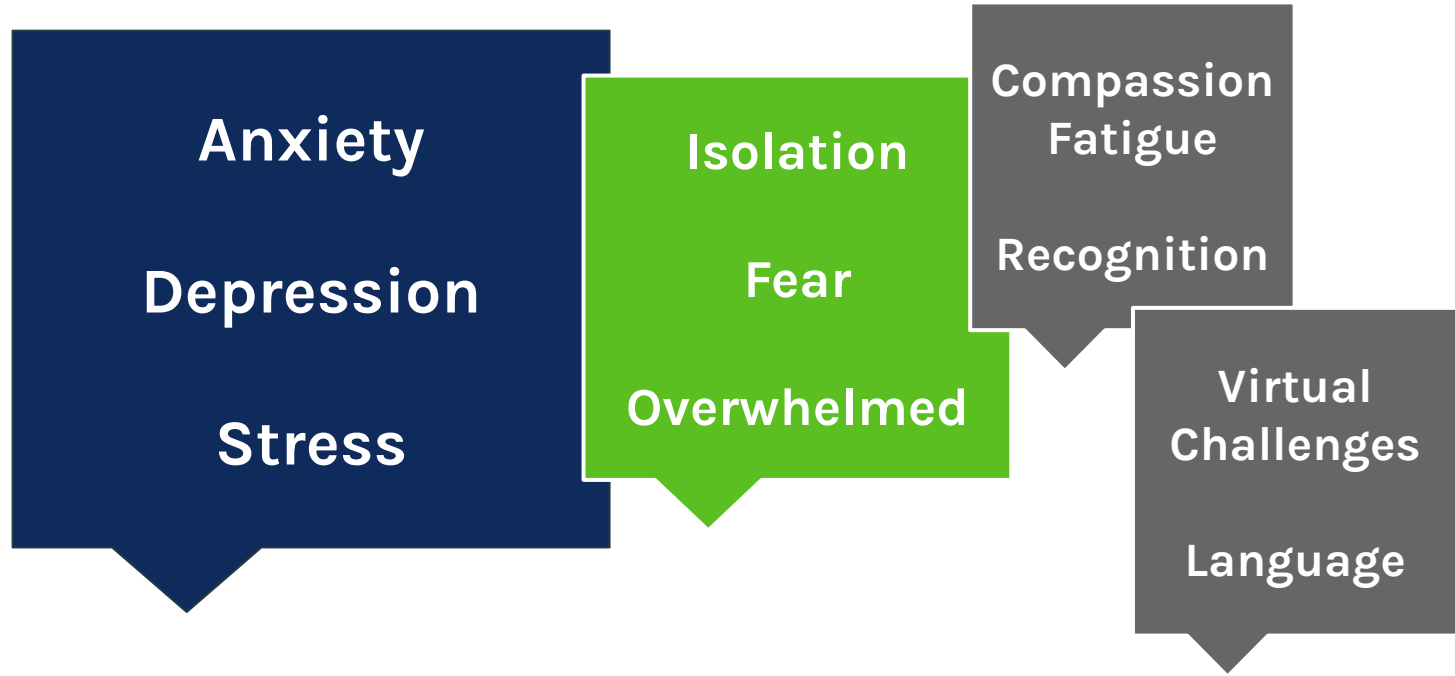 Anxiety
Depression
Stress
Isolation
Fear
Overwhelmed
Compassion
Fatigue
Recognition
Virtual
Challenges
Language